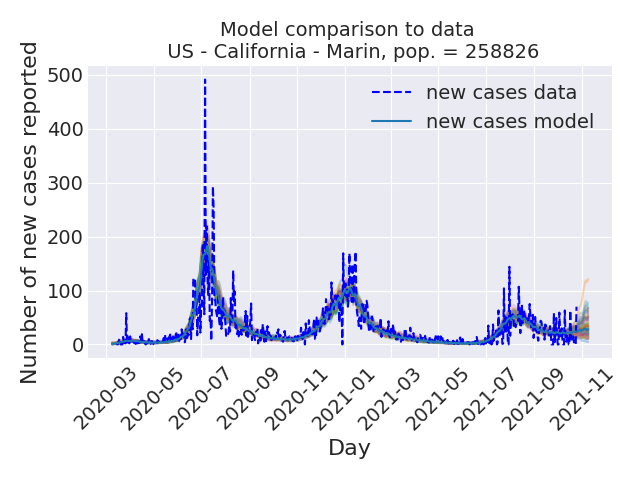 Model comparison to data
US - California - Marin, pop. = 258826
Number of new cases reported
500
400
300
200
100
0
new cases data
new cases model
2020-03
2020-05
2020-07
2020-09
2020-11
2021-01
2021-03
2021-05
2021-07
2021-09
2021-11
Day